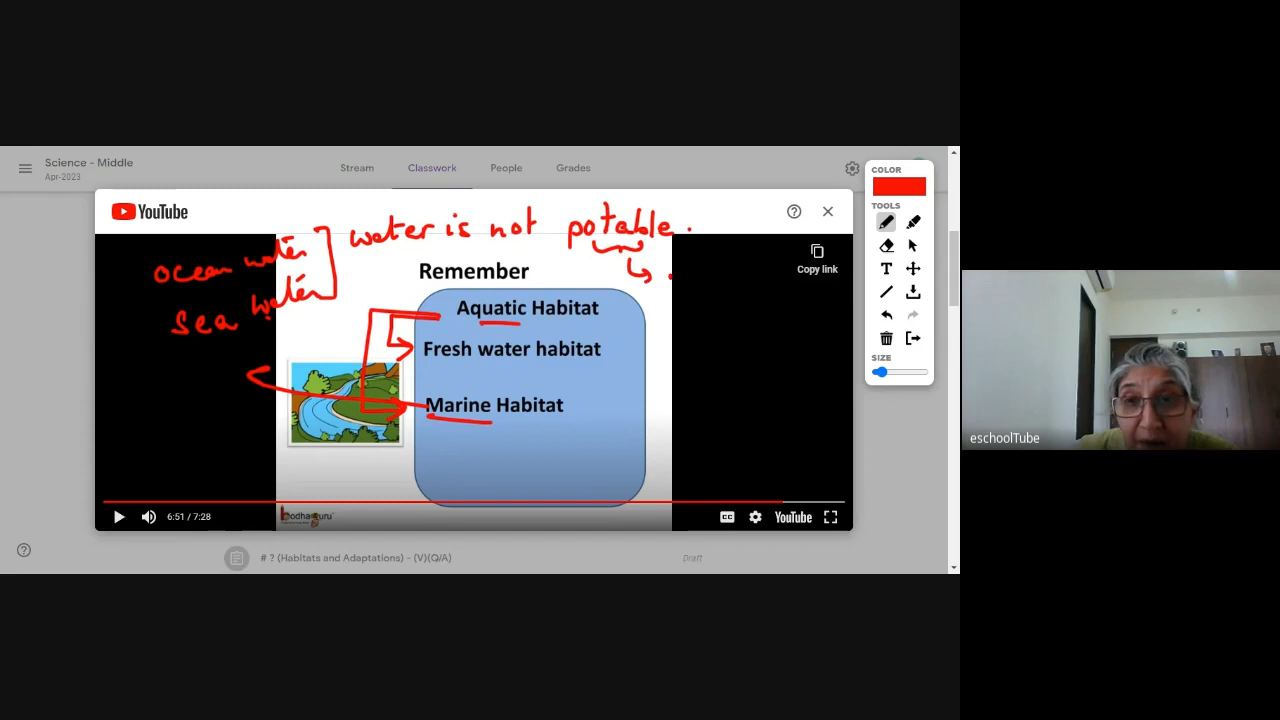 Science - Middle
Apr-2023
Stream Classwork People Grades
YouTube
water is not potable.
ocean water
sea water
Remember
Aquatic Habitat
Fresh water habitat
Marine Habitat
Copy link
6:51 / 7:28
CC
YouTube
# ? (Habitats and Adaptations) - (V)(Q/A)
Draft
COLOR
TOOLS
T
SIZE
eschoolTube